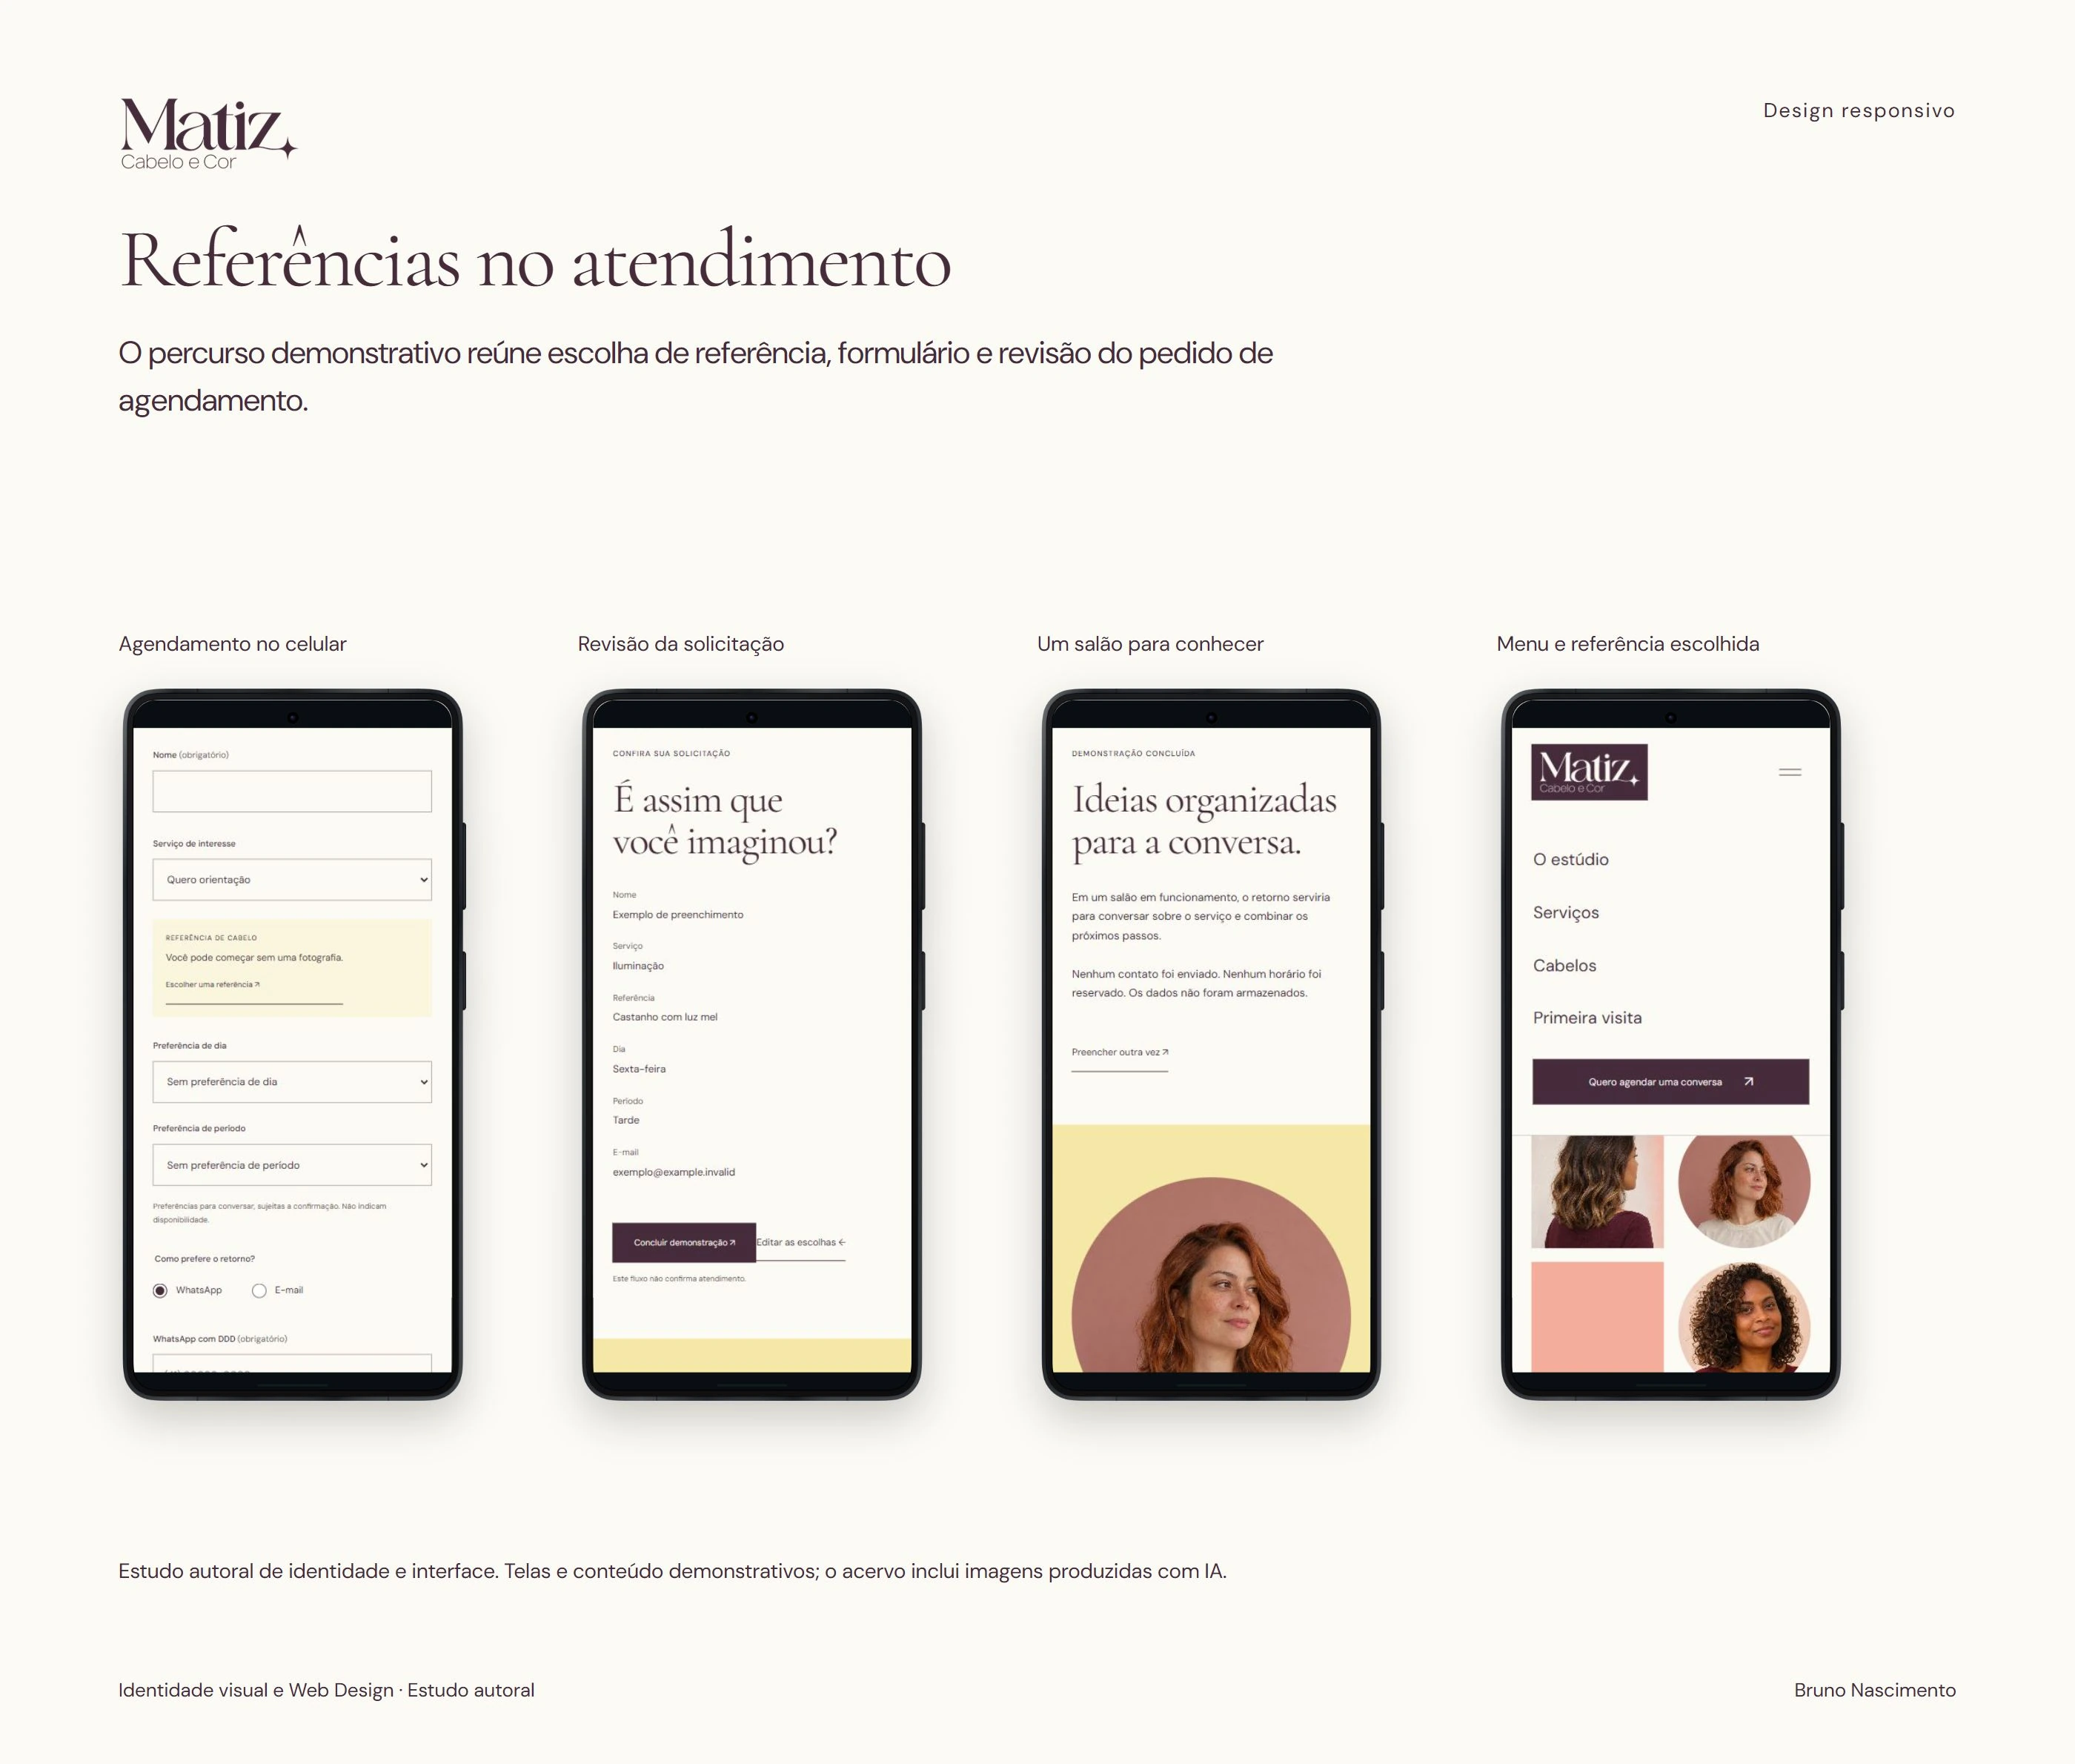 Matiz
Cabelo e Cor
Design responsivo
Referências no atendimento
O percurso demonstrativo reúne escolha de referência, formulário e revisão do pedido de
agendamento.
Agendamento no celular
Nome (obrigatório)
Serviço de interesse
Quero orientação
REFERÊNCIA DE CABELO
Você pode começar sem uma fotografia.
Escolher uma referência ↗
Preferência de dia
Sem preferência de dia
Preferência de período
Sem preferência de período
Preferências para conversar, sujeitas a confirmação. Não indicam
disponibilidade.
Como prefere o retorno?
WhatsApp E-mail
WhatsApp com DDD (obrigatório)
Revisão da solicitação
CONFIRA SUA SOLICITAÇÃO
É assim que
você imaginou?
Nome
Exemplo de preenchimento
Serviço
Iluminação
Referência
Castanho com luz mel
Dia
Sexta-feira
Período
Tarde
E-mail
exemplo@example.invalid
Concluir demonstração ↗ Editar as escolhas ←
Este fluxo não confirma atendimento.
Um salão para conhecer
DEMONSTRAÇÃO CONCLUÍDA
Ideias organizadas
para a conversa.
Em um salão em funcionamento, o retorno serviria
para conversar sobre o serviço e combinar os
próximos passos.
Nenhum contato foi enviado. Nenhum horário foi
reservado. Os dados não foram armazenados.
Preencher outra vez ↗
Menu e referência escolhida
Matiz
Cabelo e Cor
O estúdio
Serviços
Cabelos
Primeira visita
Quero agendar uma conversa ↗
Estudo autoral de identidade e interface. Telas e conteúdo demonstrativos; o acervo inclui imagens produzidas com IA.
Identidade visual e Web Design · Estudo autoral
Bruno Nascimento